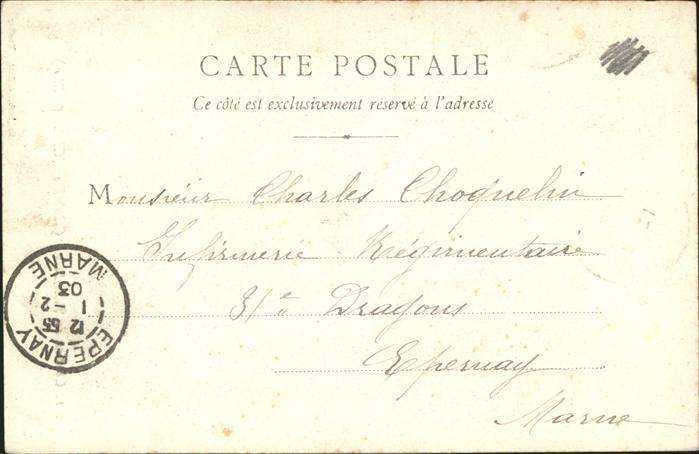 CARTE POSTALE
Ce côté est exclusivement réservé à l'adresse
Monsieur Charles Choquelin
Infirmerie Régimentaire
31e Dragons
Epernay
Marne
EPERNAY
12 55
1 -2
03
MARNE